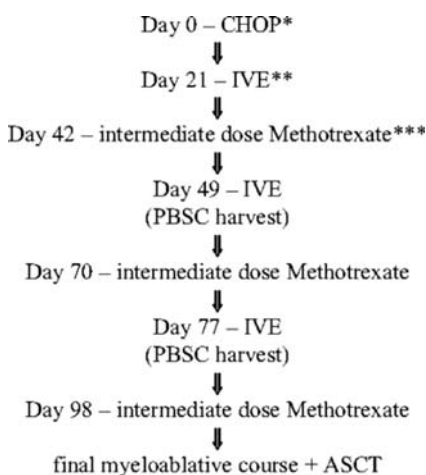 Day 0 – CHOP*
Day 21 – IVE**
Day 42 – intermediate dose Methotrexate***
Day 49 – IVE
(PBSC harvest)
Day 70 – intermediate dose Methotrexate
Day 77 – IVE
(PBSC harvest)
Day 98 – intermediate dose Methotrexate
final myeloablative course + ASCT